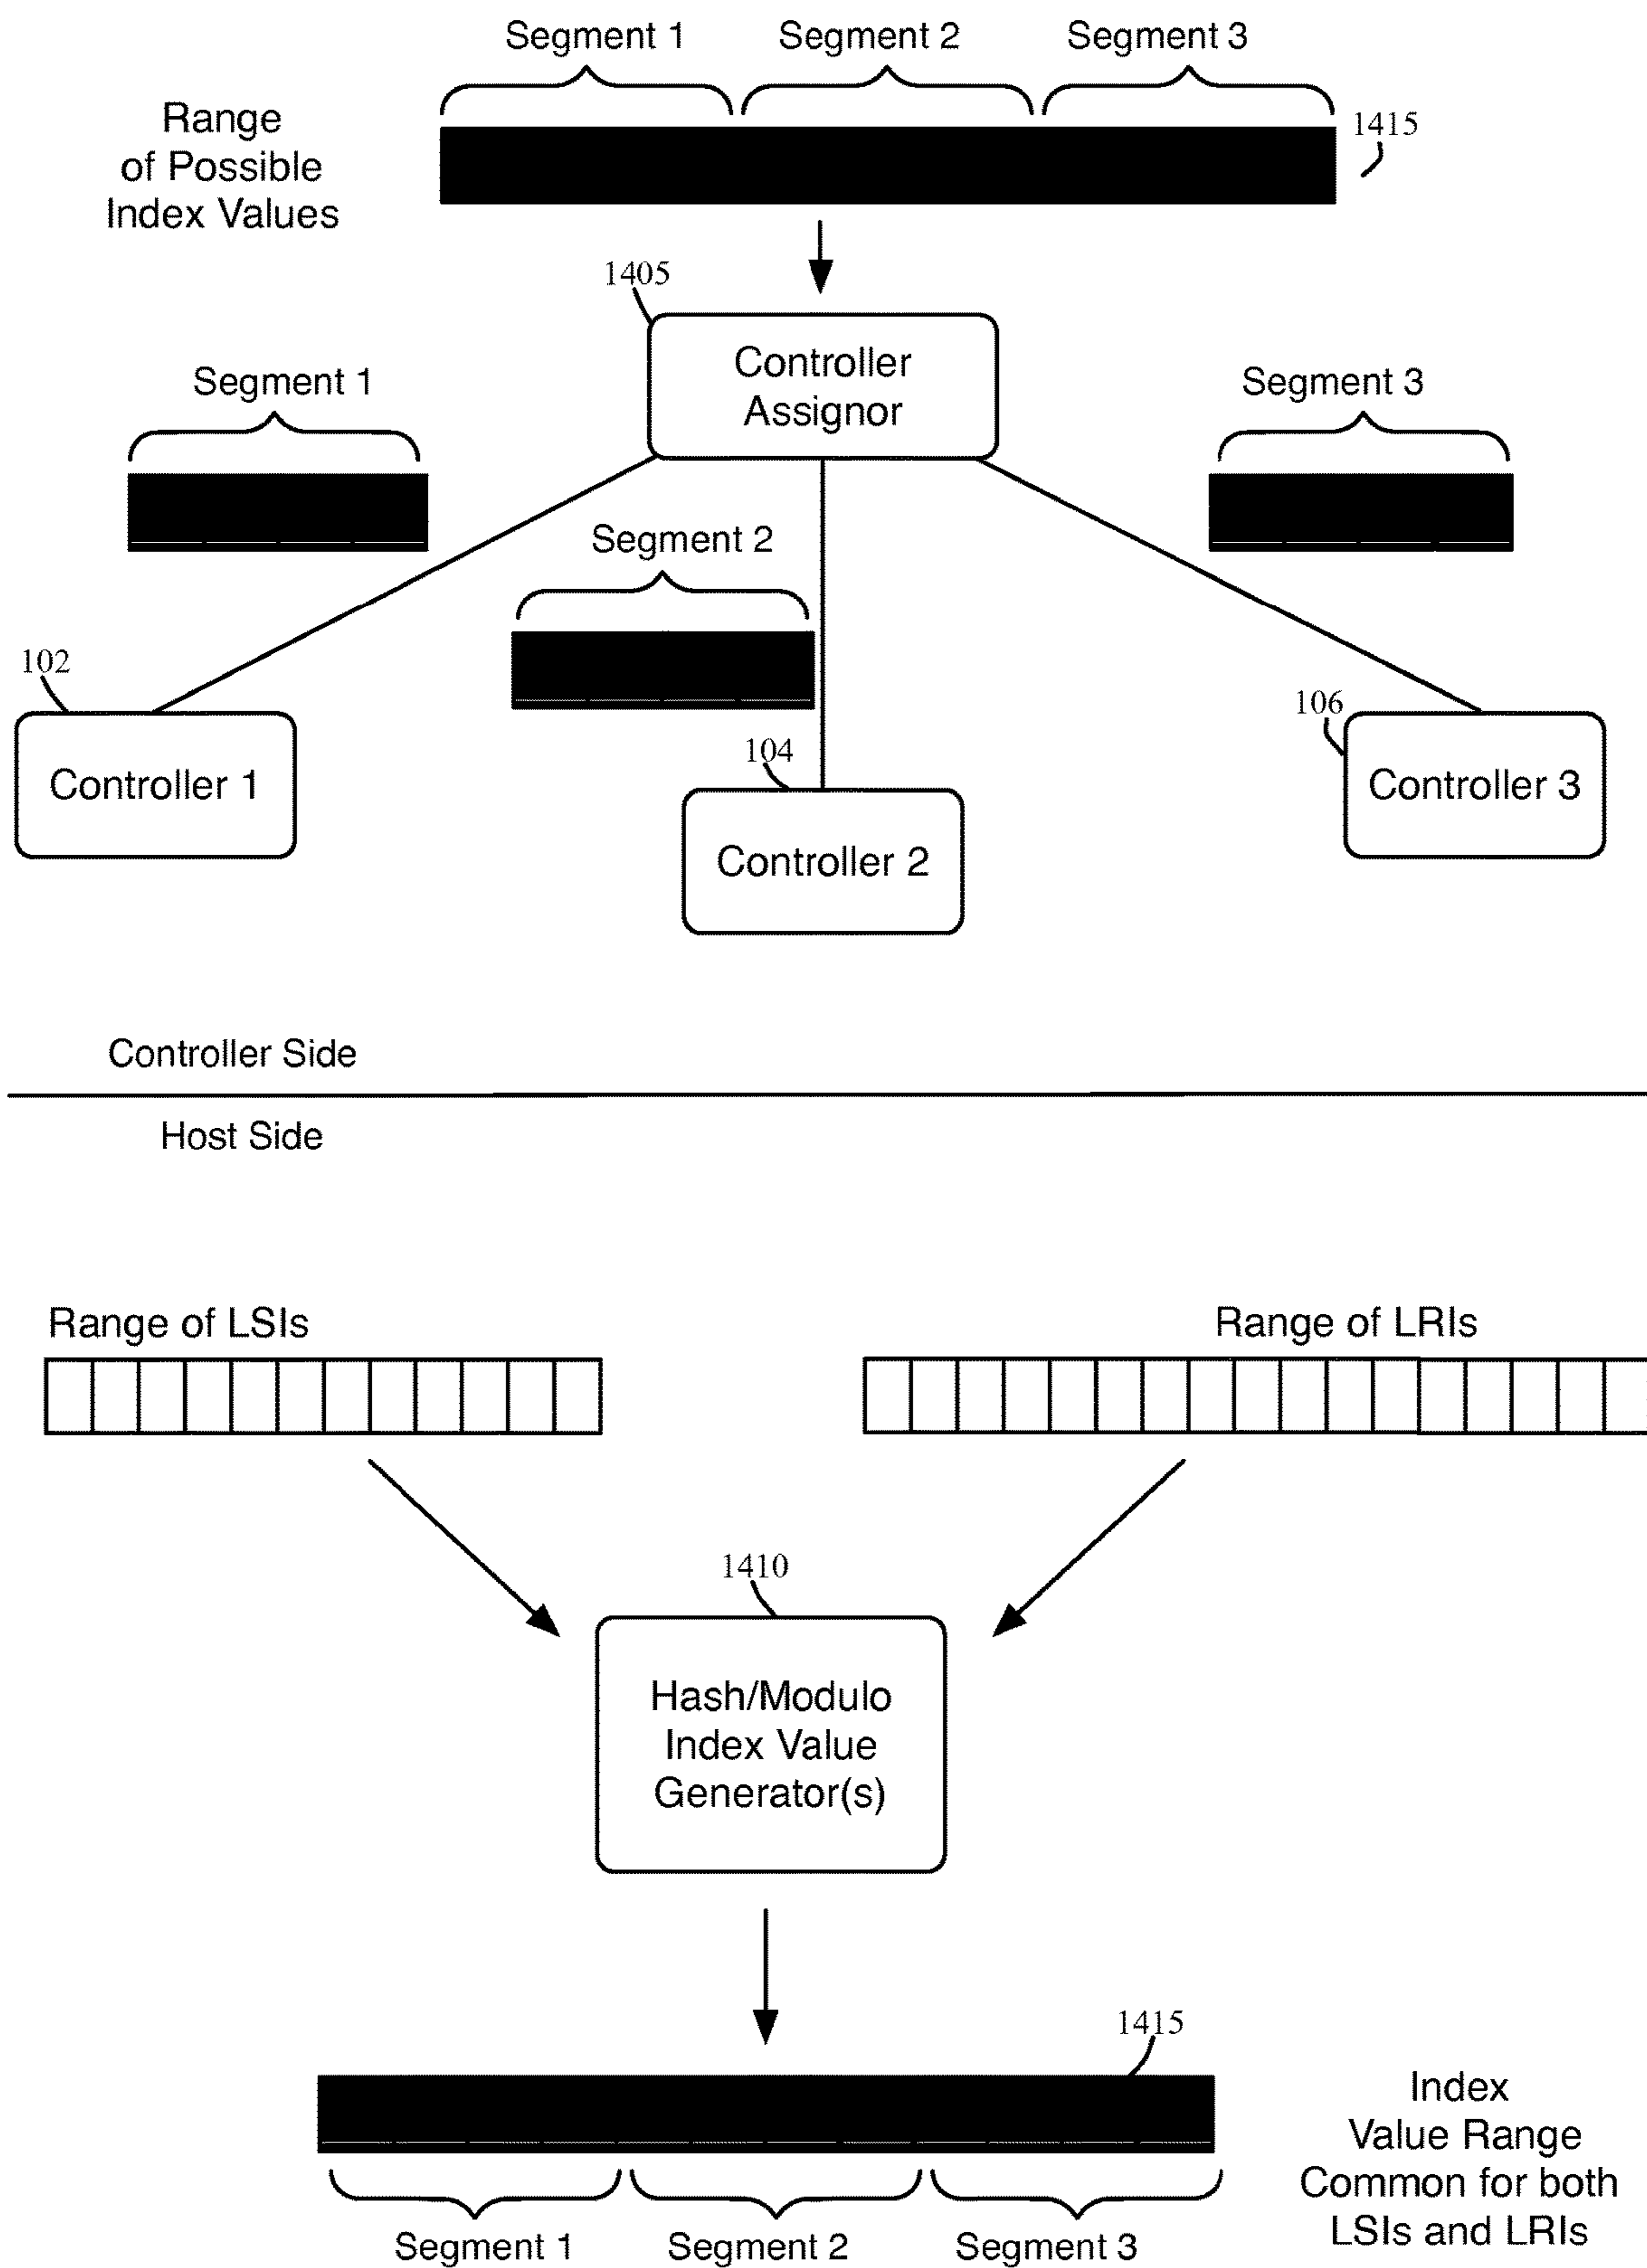 Segment 1
Segment 2
Segment 3
Range
of Possible
Index Values
1415
1405
Controller
Assignor
Segment 1
Segment 3
Segment 2
102
106
104
Controller 1
Controller 3
Controller 2
Controller Side
Host Side
Range of LSIs
Range of LRIs
1410
Hash/Modulo
Index Value
Generator(s)
1415
Index
Value Range
Common for both
LSIs and LRIs
Segment 1
Segment 2
Segment 3